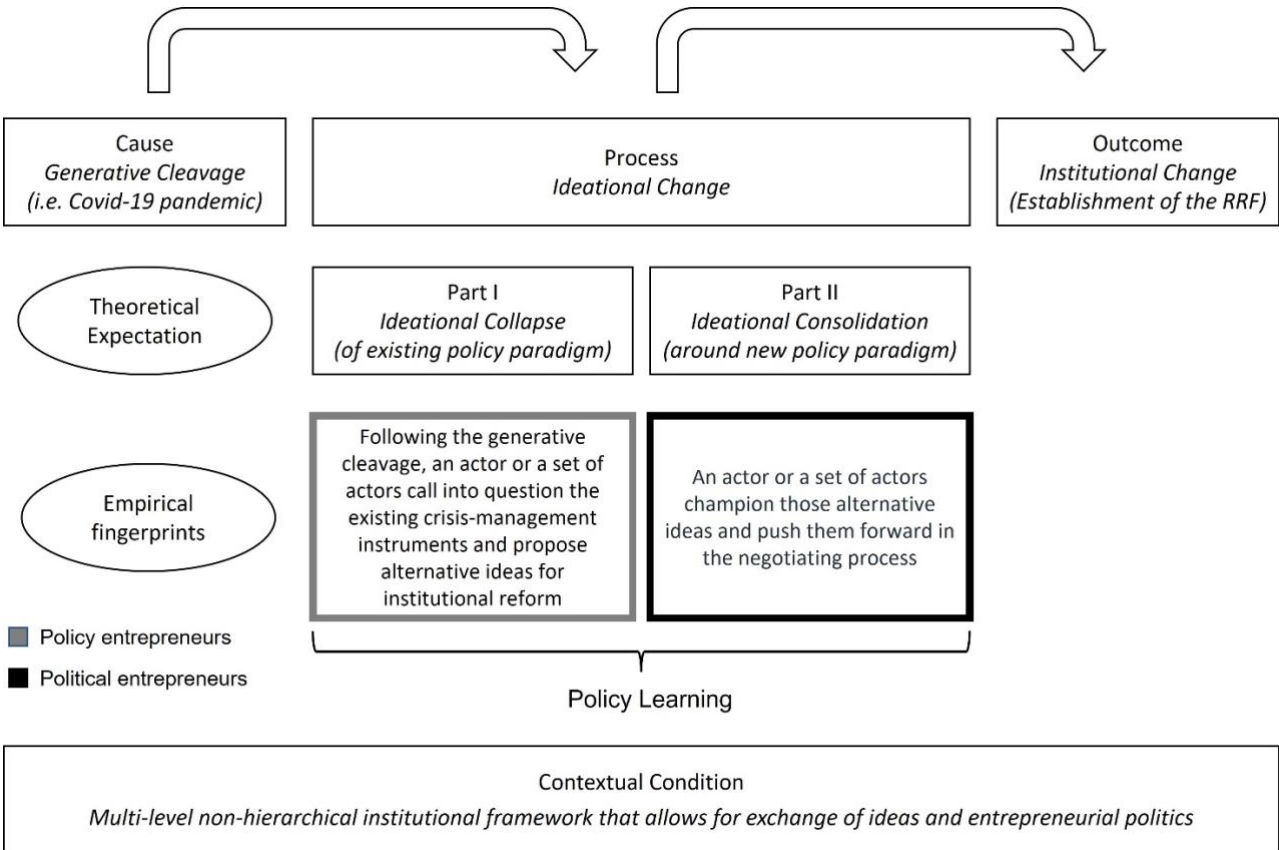 Cause
Generative Cleavage
(i.e. Covid-19 pandemic)
Process
Ideational Change
Outcome
Institutional Change
(Establishment of the RRF)
Theoretical
Expectation
Part I
Ideational Collapse
(of existing policy paradigm)
Part II
Ideational Consolidation
(around new policy paradigm)
Empirical
fingerprints
Following the generative
cleavage, an actor or a set of
actors call into question the
existing crisis-management
instruments and propose
alternative ideas for
institutional reform
An actor or a set of actors
champion those alternative
ideas and push them forward in
the negotiating process
Policy entrepreneurs
Political entrepreneurs
Policy Learning
Contextual Condition
Multi-level non-hierarchical institutional framework that allows for exchange of ideas and entrepreneurial politics